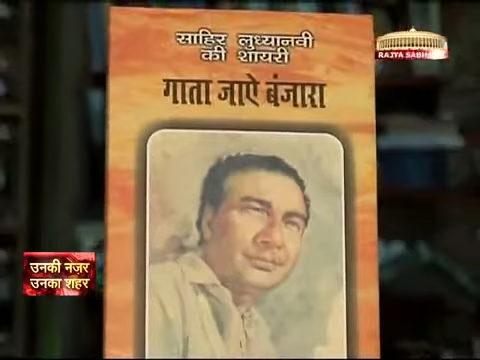 साहिर लुध्यानवी
की शायरी
गाता जाऐ बंजारा
RAJYA SABHA
उनकी नज़र
उनका शहर